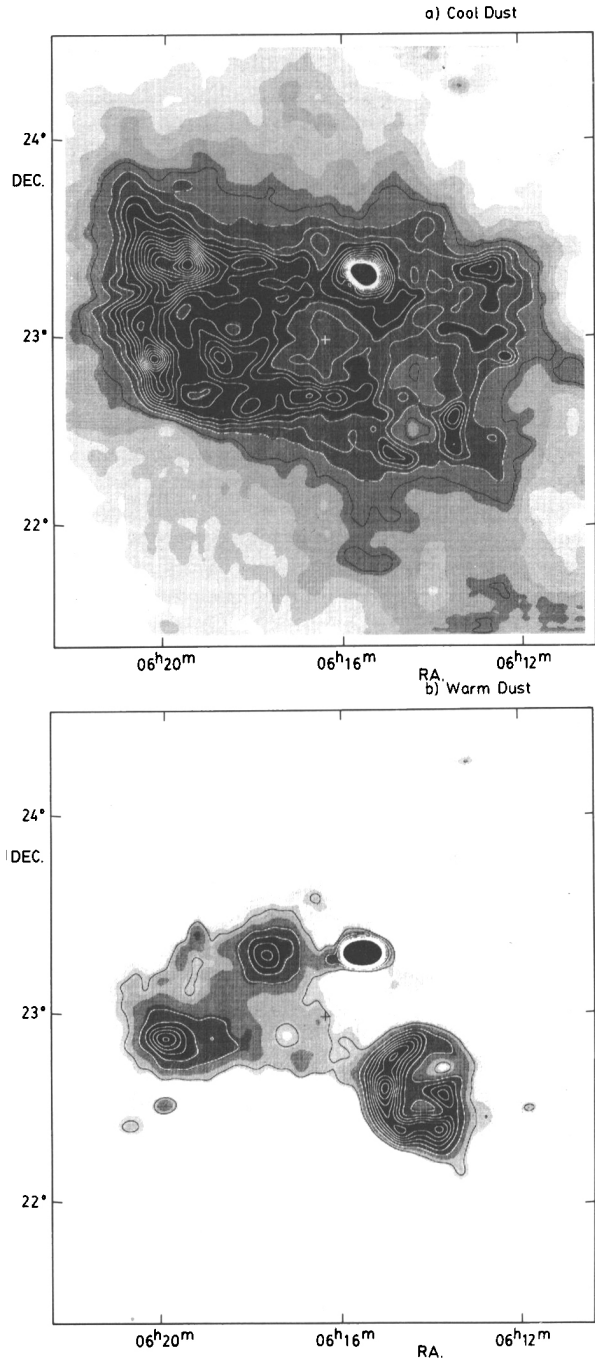 a) Cool Dust
24°
DEC.
23°
22°
06ʰ20ᵐ
06ʰ16ᵐ
06ʰ12ᵐ
RA.
b) Warm Dust
24°
DEC.
23°
22°
06ʰ20ᵐ
06ʰ16ᵐ
06ʰ12ᵐ
RA.